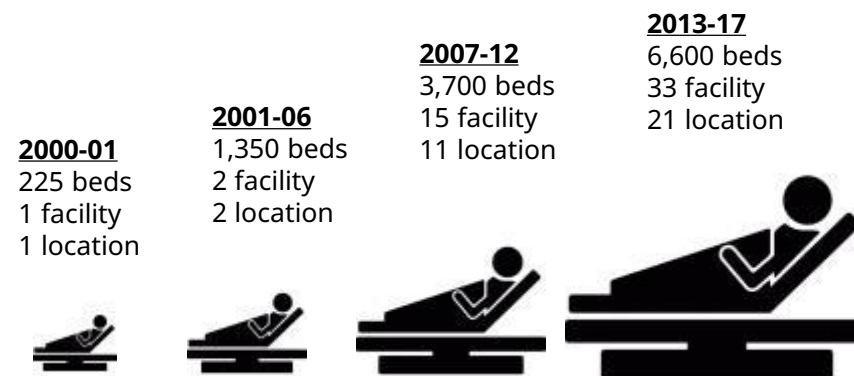 2000-01
225 beds
1 facility
1 location
2001-06
1,350 beds
2 facility
2 location
2007-12
3,700 beds
15 facility
11 location
2013-17
6,600 beds
33 facility
21 location